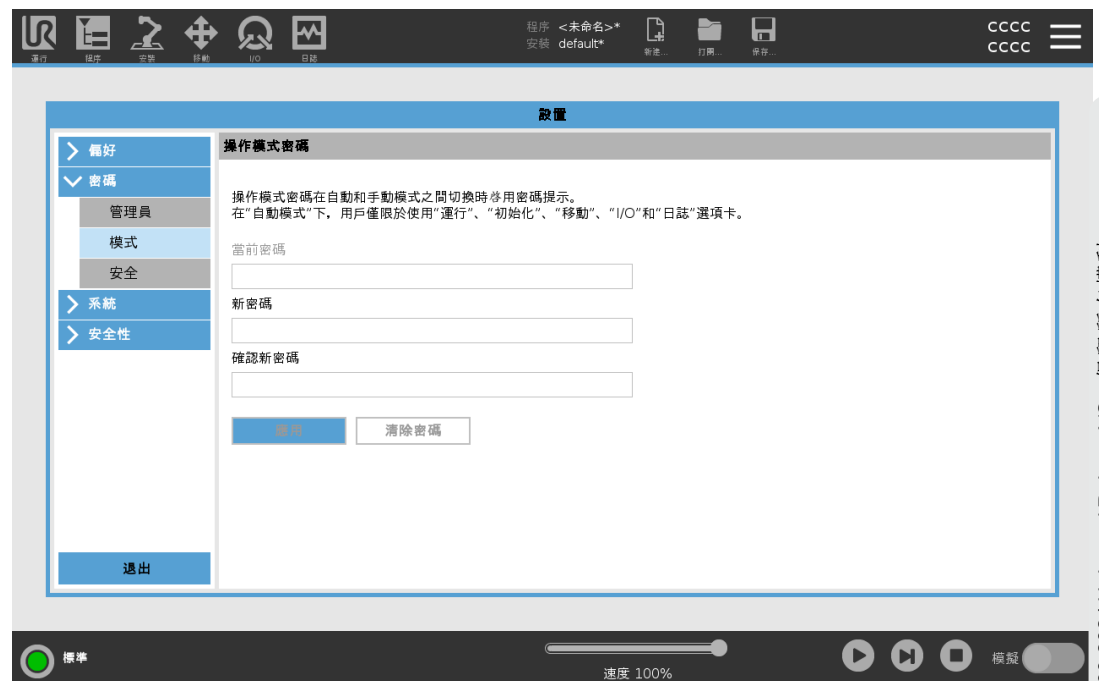 UR
運行
程序
安裝
移動
I/O
日誌
程序 <未命名>*
安裝 default*
新建...
打開...
保存...
CCCC
CCCC
設置
偏好
密碼
管理員
模式
安全
系統
安全性
退出
操作模式密碼
操作模式密碼在自動和手動模式之間切換時啓用密碼提示。
在"自動模式"下，用戶僅限於使用"運行"、"初始化"、"移動"、"I/O"和"日誌"選項卡。
當前密碼
新密碼
確認新密碼
應用
清除密碼
標準
速度 100%
模擬